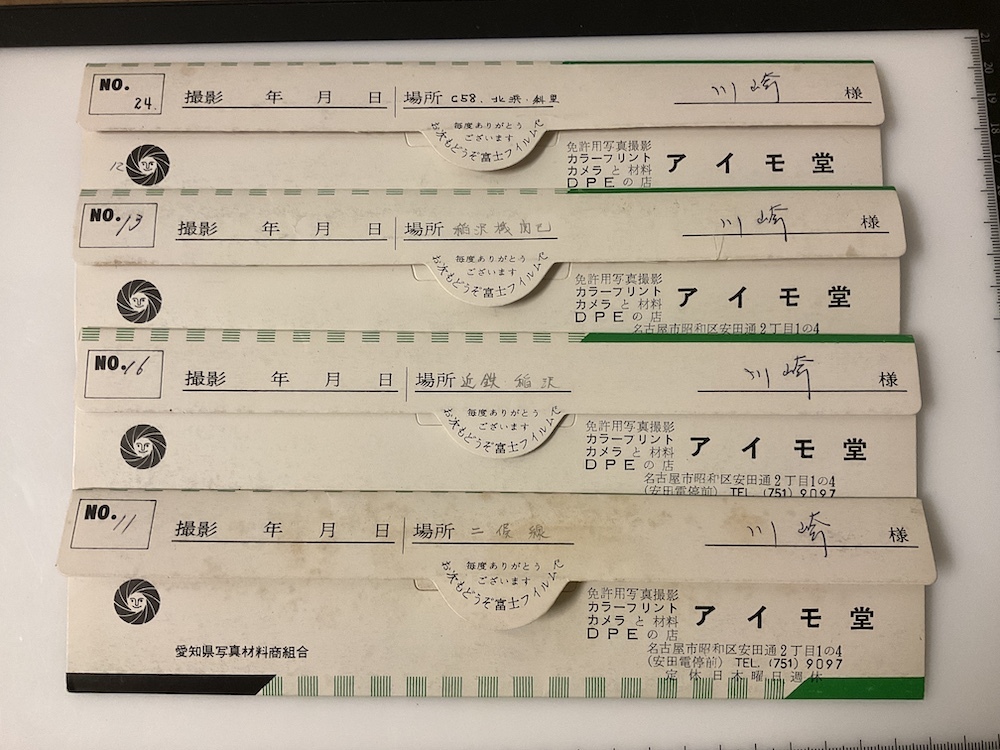 NO. 24. 撮影 年 月 日 場所 C58. 北浜・斜里 川崎 様
毎度ありがとう
ございます
お次もどうぞ富士フイルムで
12
免許用写真撮影
カラープリント
カメラと材料
DPEの店
アイモ堂
NO. 13 撮影 年 月 日 場所 稲沢機関区 川崎 様
毎度ありがとう
ございます
お次もどうぞ富士フイルムで
免許用写真撮影
カラープリント
カメラと材料
DPEの店
アイモ堂
名古屋市昭和区安田通2丁目1の4
NO. 16 撮影 年 月 日 場所 近鉄 稲沢 川崎 様
毎度ありがとう
ございます
お次もどうぞ富士フイルムで
免許用写真撮影
カラープリント
カメラと材料
DPEの店
アイモ堂
名古屋市昭和区安田通2丁目1の4
(安田電停前) TEL. (751) 9097
NO. 11 撮影 年 月 日 場所 二俣線 川崎 様
毎度ありがとう
ございます
お次もどうぞ富士フイルムで
免許用写真撮影
カラープリント
カメラと材料
DPEの店
アイモ堂
名古屋市昭和区安田通2丁目1の4
(安田電停前) TEL. (751) 9097
定休日木曜日週休
愛知県写真材料商組合
21
20
19
18